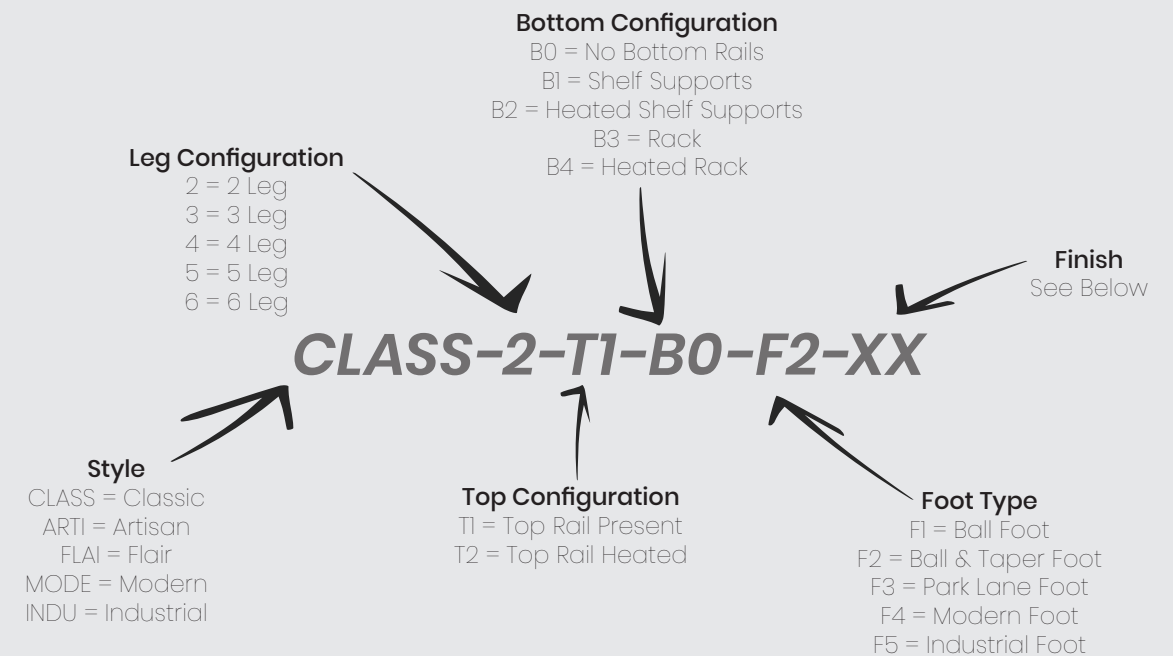 Bottom Configuration
B0 = No Bottom Rails
B1 = Shelf Supports
B2 = Heated Shelf Supports
B3 = Rack
B4 = Heated Rack
Leg Configuration
2 = 2 Leg
3 = 3 Leg
4 = 4 Leg
5 = 5 Leg
6 = 6 Leg
Finish
See Below
CLASS-2-T1-B0-F2-XX
Style
CLASS = Classic
ARTI = Artisan
FLAI = Flair
MODE = Modern
INDU = Industrial
Top Configuration
T1 = Top Rail Present
T2 = Top Rail Heated
Foot Type
F1 = Ball Foot
F2 = Ball & Taper Foot
F3 = Park Lane Foot
F4 = Modern Foot
F5 = Industrial Foot